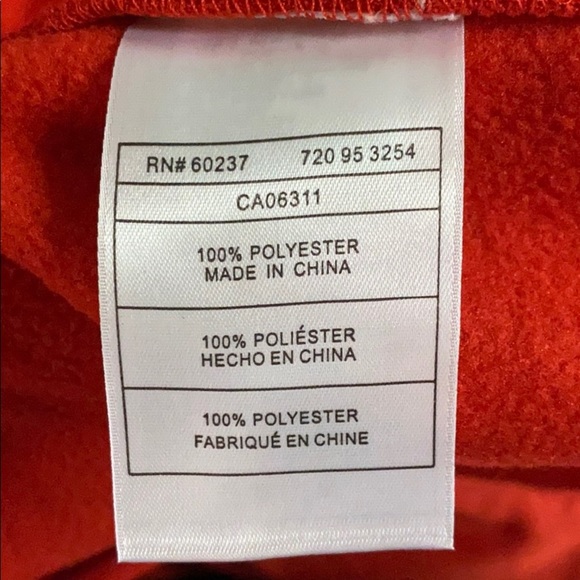 RN# 60237 720 95 3254
CA06311
100% POLYESTER
MADE IN CHINA
100% POLIÉSTER
HECHO EN CHINA
100% POLYESTER
FABRIQUÉ EN CHINE